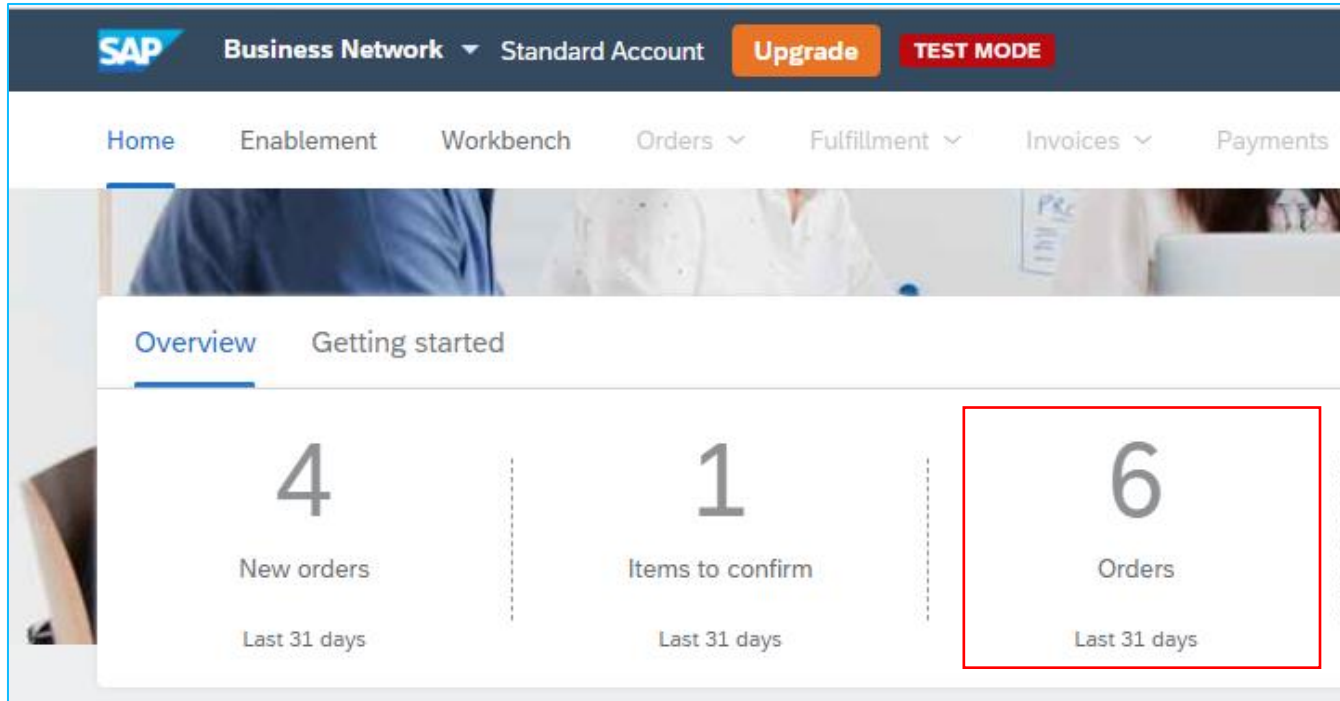 SAP Business Network Standard Account Upgrade TEST MODE
Home Enablement Workbench Orders Fulfillment Invoices Payments
Overview Getting started
4 1 6
New orders Items to confirm Orders
Last 31 days Last 31 days Last 31 days